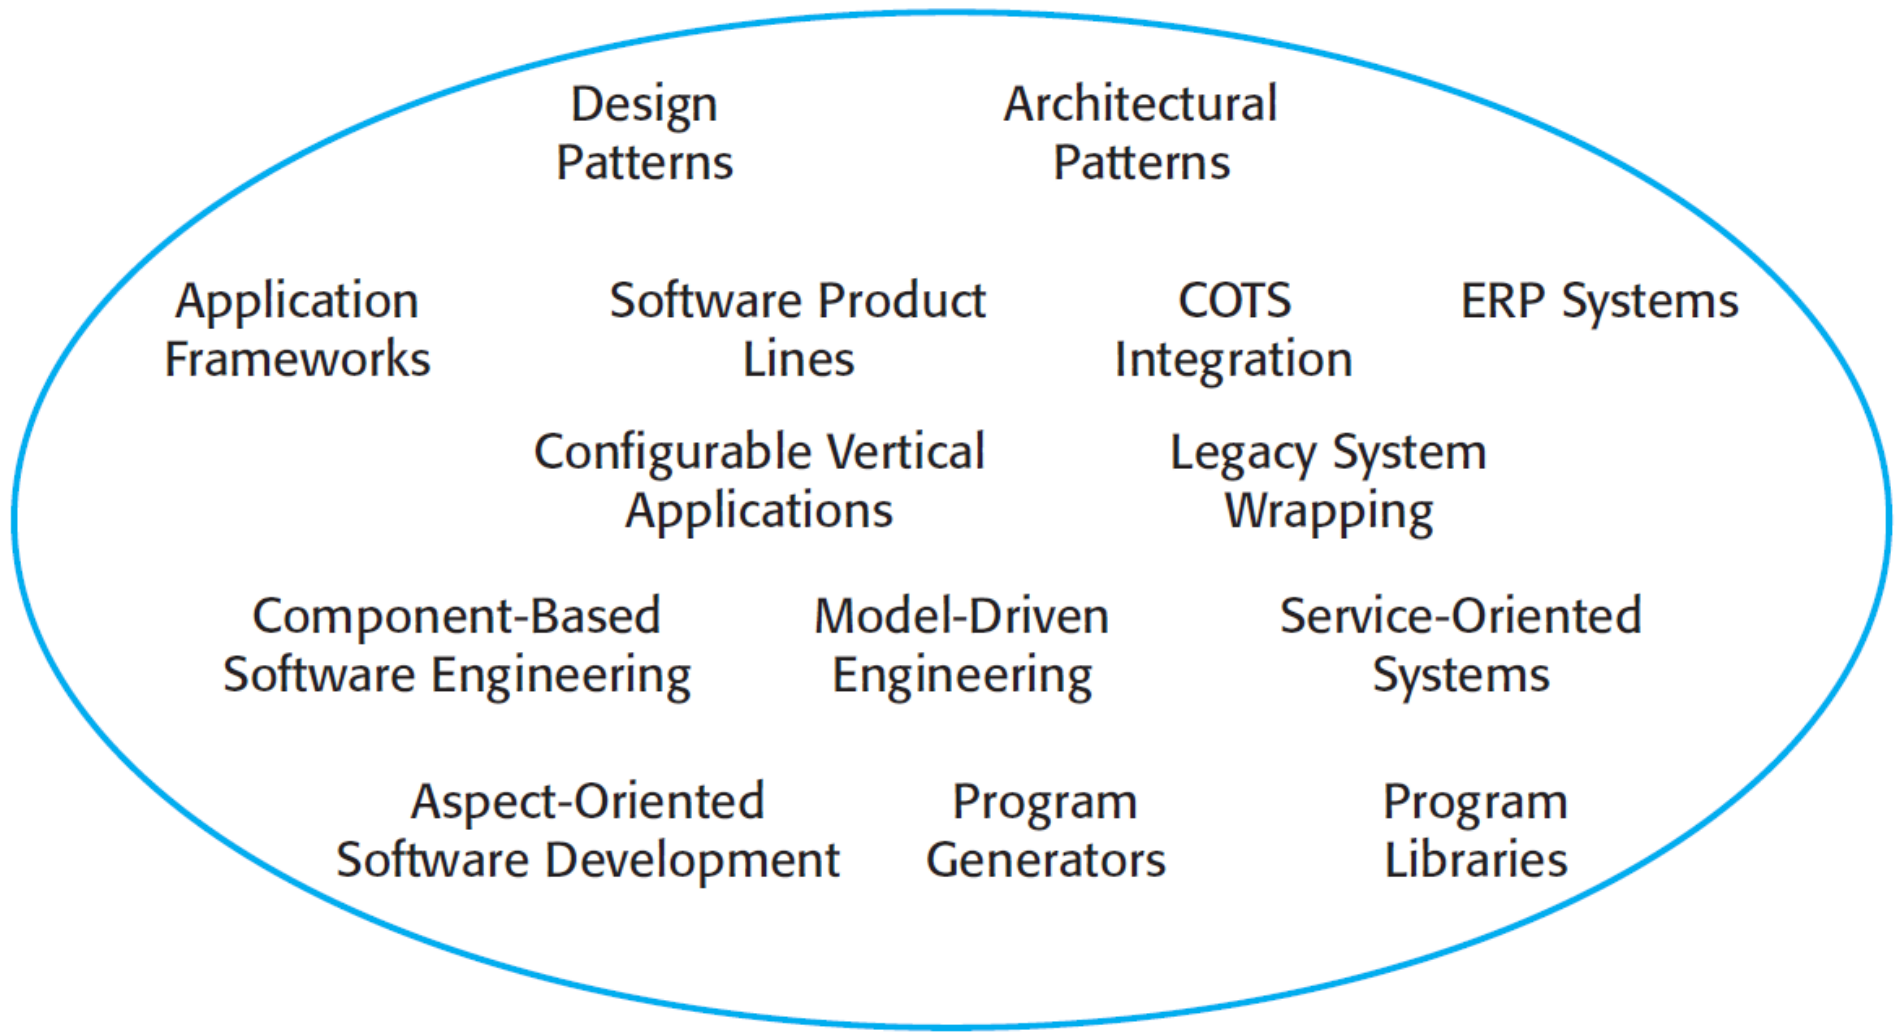 Design
Patterns
Architectural
Patterns
Application
Frameworks
Software Product
Lines
COTS
Integration
ERP Systems
Configurable Vertical
Applications
Legacy System
Wrapping
Component-Based
Software Engineering
Model-Driven
Engineering
Service-Oriented
Systems
Aspect-Oriented
Software Development
Program
Generators
Program
Libraries